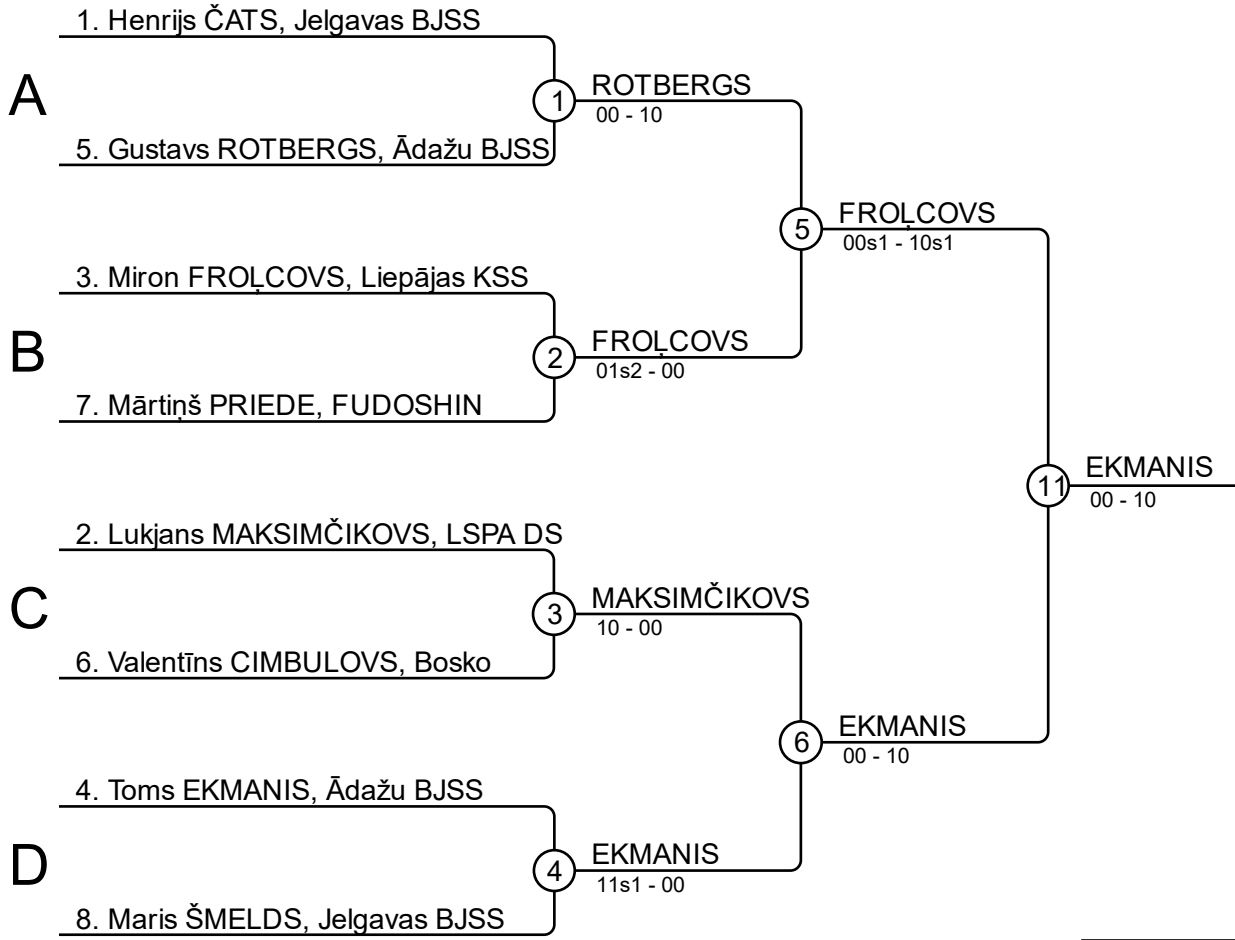 1. Henrijs ČATS, Jelgavas BJSS
A
1
ROTBERGS
00 - 10
5. Gustavs ROTBERGS, Ādažu BJSS
5
FROĻCOVS
00s1 - 10s1
3. Miron FROĻCOVS, Liepājas KSS
B
2
FROĻCOVS
01s2 - 00
7. Mārtiņš PRIEDE, FUDOSHIN
11
EKMANIS
00 - 10
2. Lukjans MAKSIMČIKOVS, LSPA DS
C
3
MAKSIMČIKOVS
10 - 00
6. Valentīns CIMBULOVS, Bosko
6
EKMANIS
00 - 10
4. Toms EKMANIS, Ādažu BJSS
D
4
EKMANIS
11s1 - 00
8. Maris ŠMELDS, Jelgavas BJSS